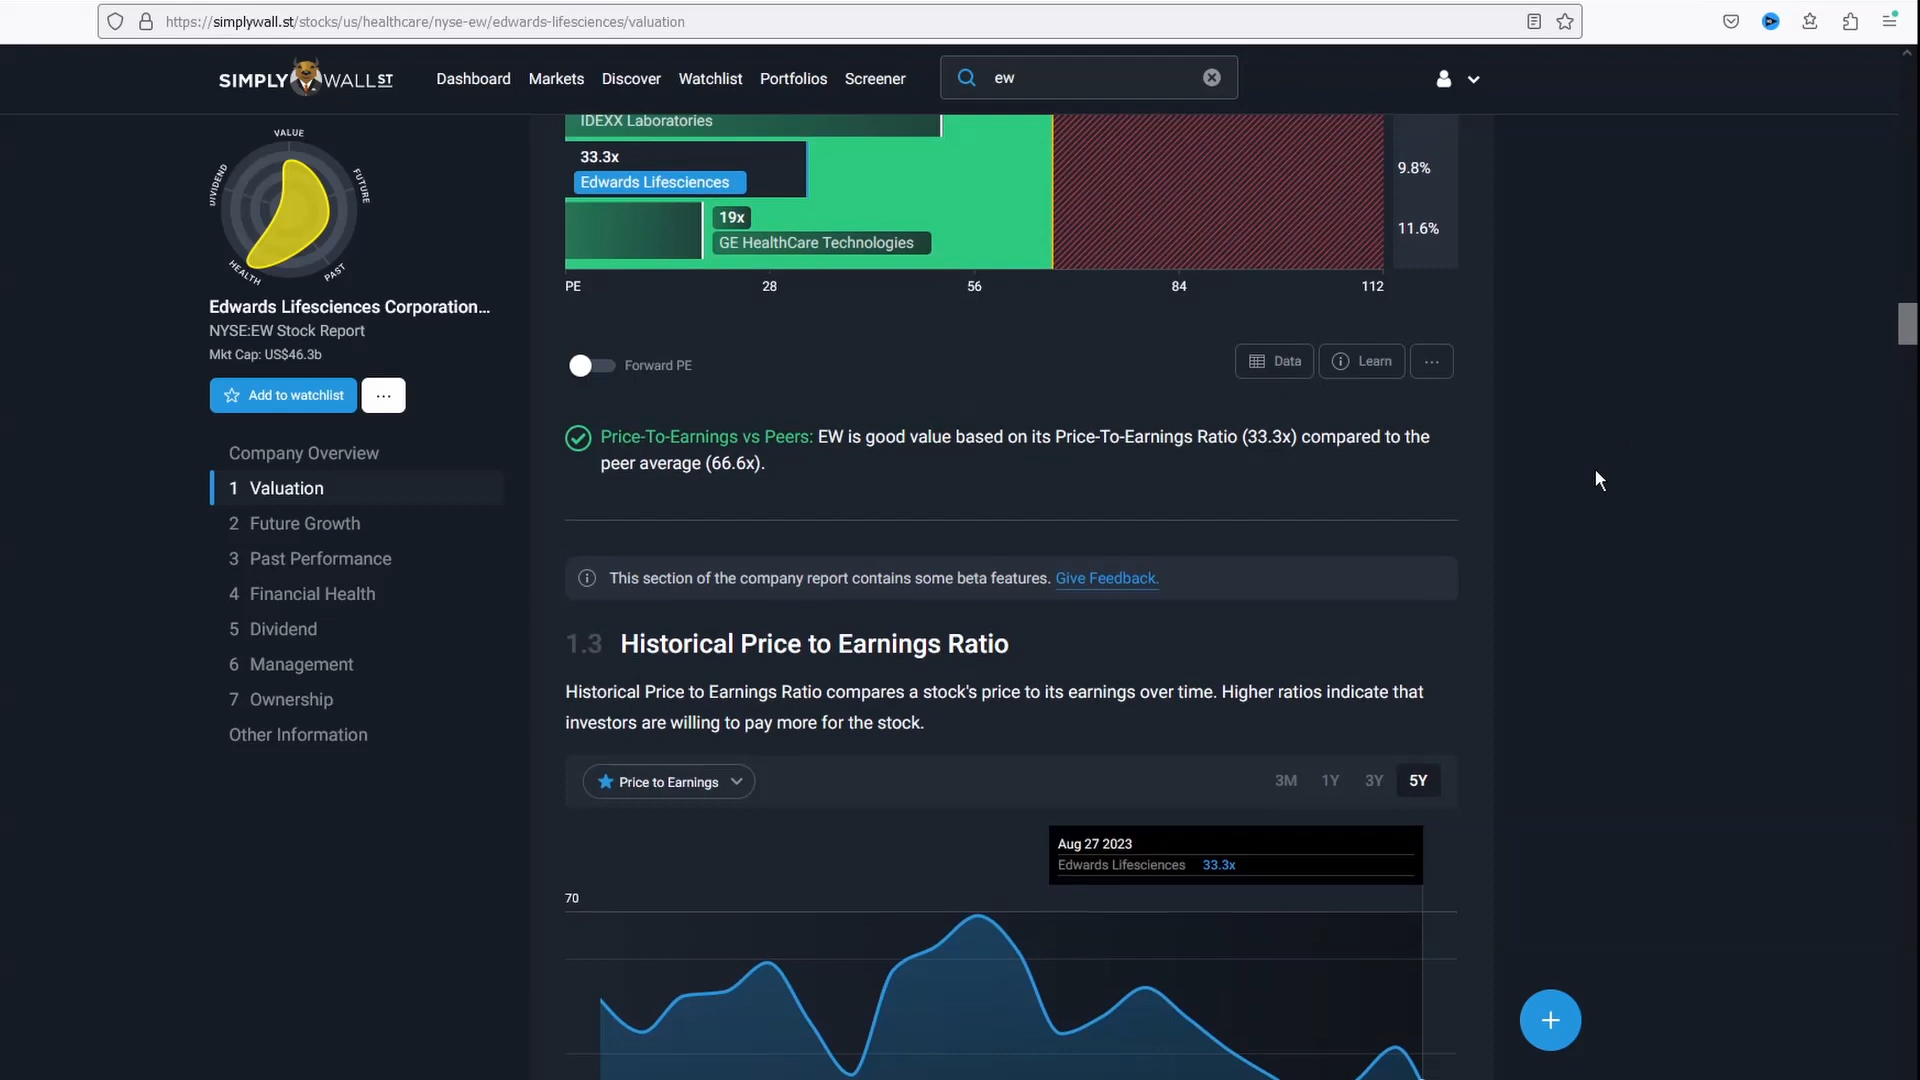 https://simplywall.st/stocks/us/healthcare/nyse-ew/edwards-lifesciences/valuation
SIMPLY WALL ST
Dashboard
Markets
Discover
Watchlist
Portfolios
Screener
ew
VALUE
FUTURE
PAST
HEALTH
DIVIDEND
Edwards Lifesciences Corporation...
NYSE:EW Stock Report
Mkt Cap: US$46.3b
Add to watchlist
...
Company Overview
1 Valuation
2 Future Growth
3 Past Performance
4 Financial Health
5 Dividend
6 Management
7 Ownership
Other Information
IDEXX Laboratories
33.3x
Edwards Lifesciences
9.8%
19x
GE HealthCare Technologies
11.6%
PE 28 56 84 112
Forward PE
Data
Learn
...
Price-To-Earnings vs Peers: EW is good value based on its Price-To-Earnings Ratio (33.3x) compared to the
peer average (66.6x).
This section of the company report contains some beta features. Give Feedback.
1.3 Historical Price to Earnings Ratio
Historical Price to Earnings Ratio compares a stock's price to its earnings over time. Higher ratios indicate that
investors are willing to pay more for the stock.
Price to Earnings
3M 1Y 3Y 5Y
Aug 27 2023
Edwards Lifesciences 33.3x
70